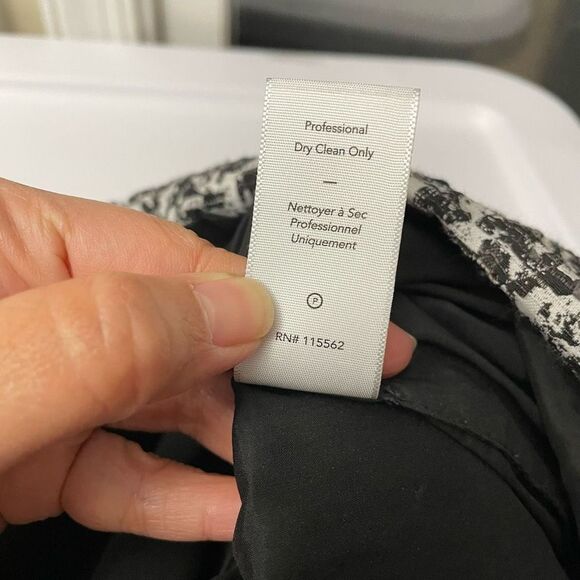 Professional
Dry Clean Only
—
Nettoyer à Sec
Professionnel
Uniquement
P
RN# 115562